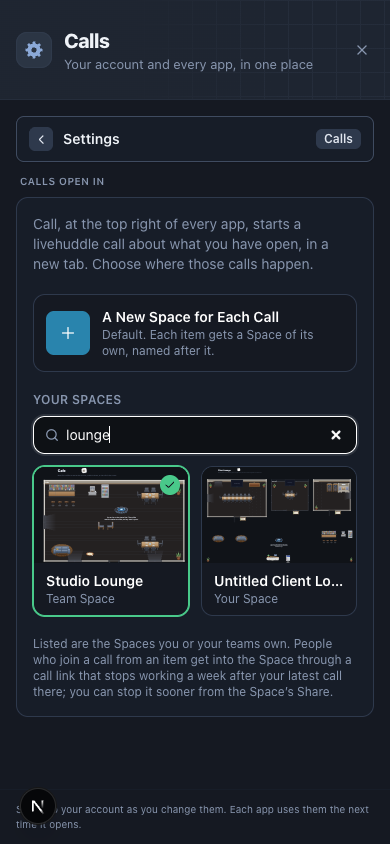 Calls
Your account and every app, in one place
Settings
Calls
CALLS OPEN IN
Call, at the top right of every app, starts a
livehuddle call about what you have open, in a
new tab. Choose where those calls happen.
A New Space for Each Call
Default. Each item gets a Space of its
own, named after it.
YOUR SPACES
lounge
Studio Lounge
Team Space
Untitled Client Lo...
Your Space
Listed are the Spaces you or your teams own. People
who join a call from an item get into the Space through a
call link that stops working a week after your latest call
there; you can stop it sooner from the Space's Share.
N
your account as you change them. Each app uses them the next
time it opens.